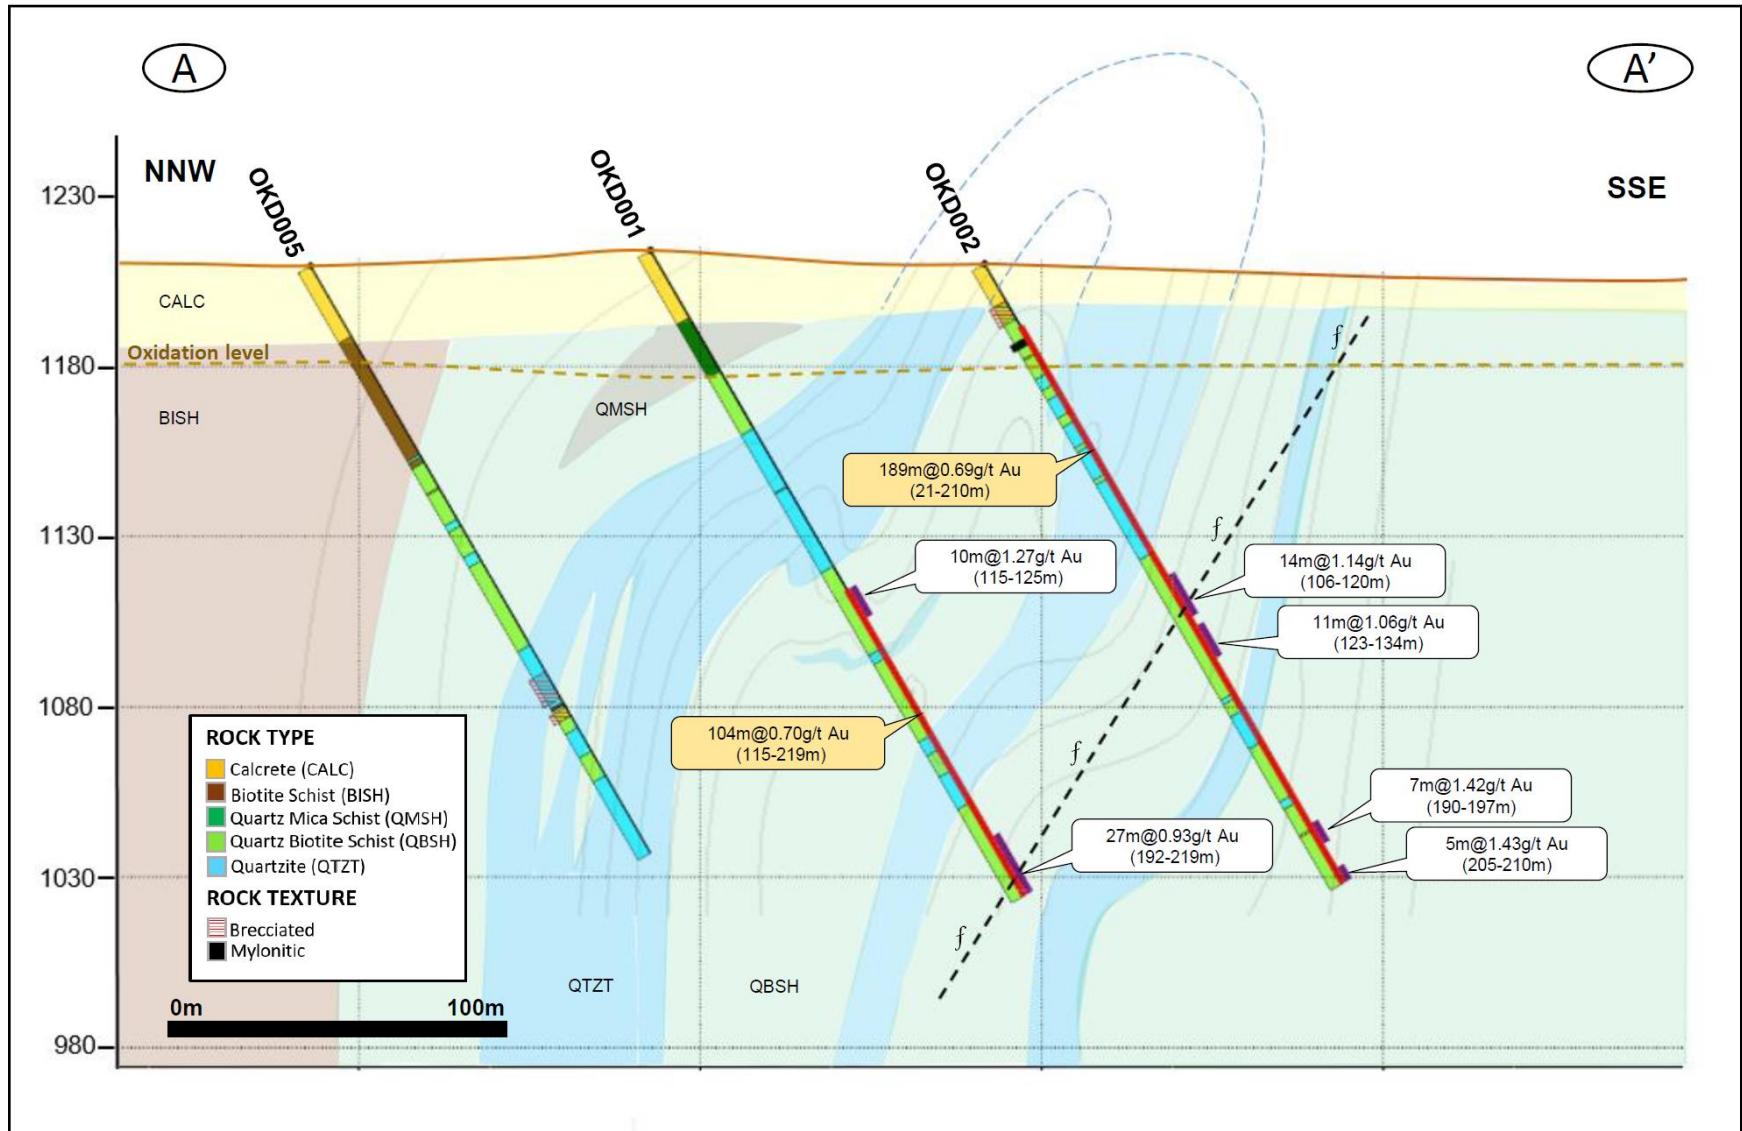 A
A’
NNW
SSE
OKD005
OKD001
OKD002
1230
1180
1130
1080
1030
980
CALC
Oxidation level
BISH
QMSH
QTZT
QBSH
189m@0.69g/t Au
(21-210m)
10m@1.27g/t Au
(115-125m)
14m@1.14g/t Au
(106-120m)
11m@1.06g/t Au
(123-134m)
104m@0.70g/t Au
(115-219m)
27m@0.93g/t Au
(192-219m)
7m@1.42g/t Au
(190-197m)
5m@1.43g/t Au
(205-210m)
f
f
f
f
ROCK TYPE
Calcrete (CALC)
Biotite Schist (BISH)
Quartz Mica Schist (QMSH)
Quartz Biotite Schist (QBSH)
Quartzite (QTZT)
ROCK TEXTURE
Brecciated
Mylonitic
0m 100m